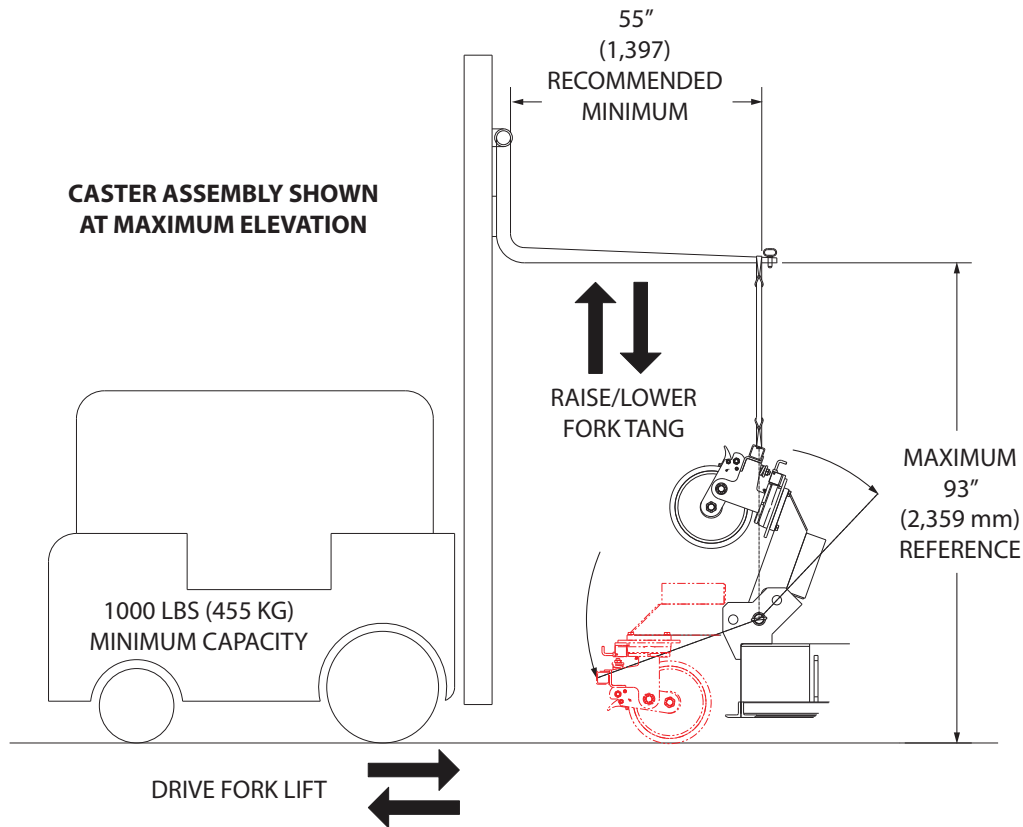 55”
(1,397)
RECOMMENDED
MINIMUM
CASTER ASSEMBLY SHOWN
AT MAXIMUM ELEVATION
RAISE/LOWER
FORK TANG
MAXIMUM
93”
(2,359 mm)
REFERENCE
1000 LBS (455 KG)
MINIMUM CAPACITY
DRIVE FORK LIFT